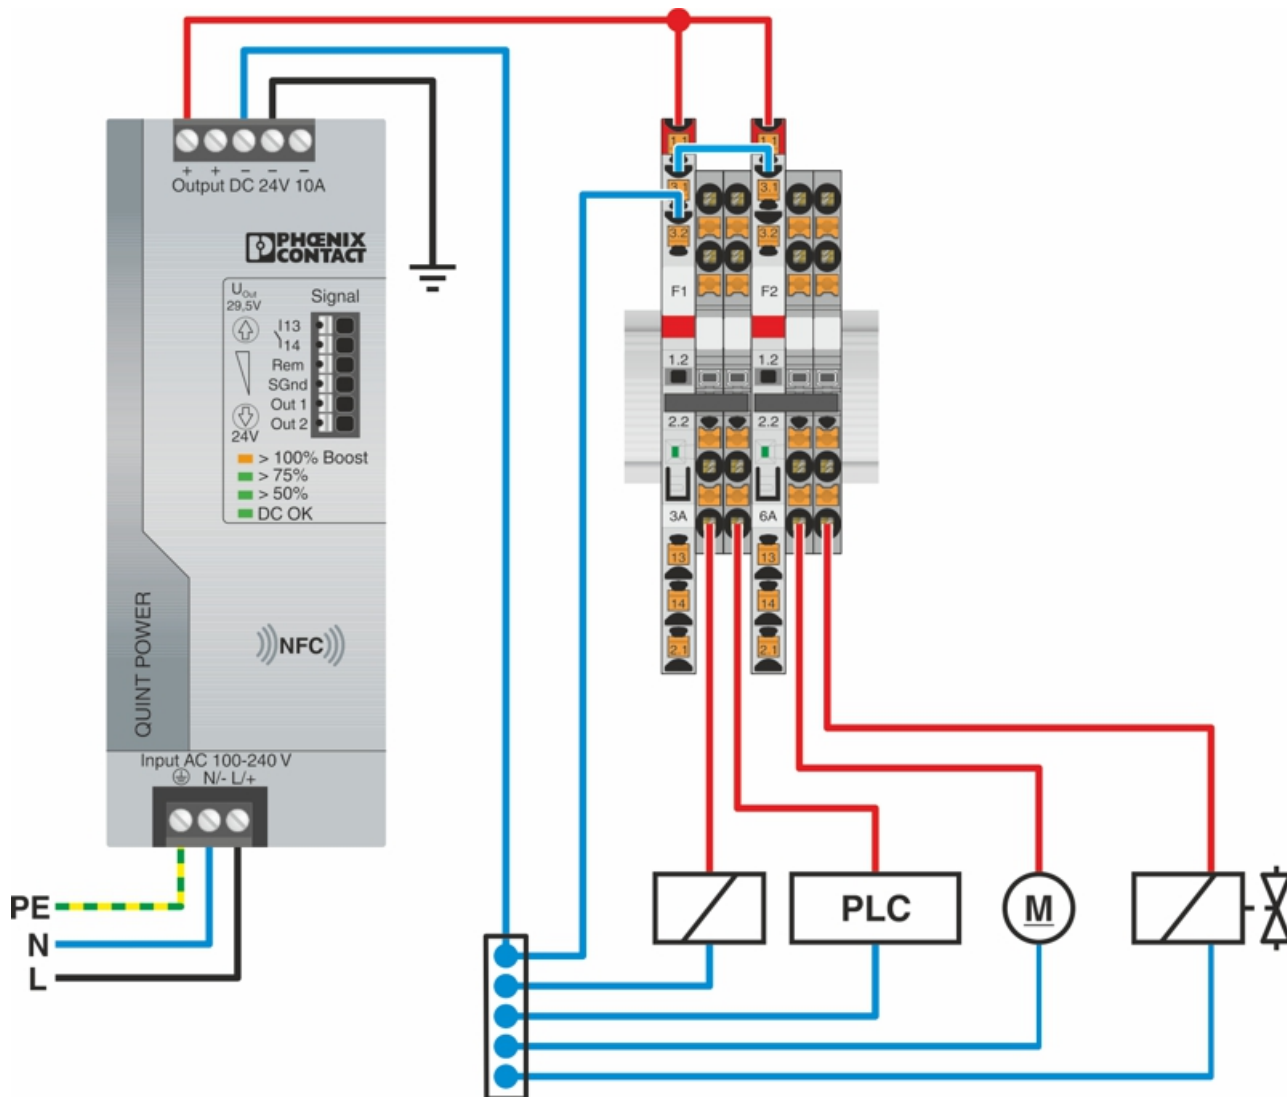 + + − − −
Output DC 24V 10A
PHŒNIX
CONTACT
UOut
29,5V
Signal
13
14
Rem
SGnd
Out 1
Out 2
24V
> 100% Boost
> 75%
> 50%
DC OK
QUINT POWER
NFC
Input AC 100-240 V
N/- L/+
PE
N
L
1.1
1.1
3.1
3.1
3.2
3.2
F1
F2
1.2
1.2
2.2
2.2
3A
6A
13
13
14
14
2.1
2.1
PLC
M